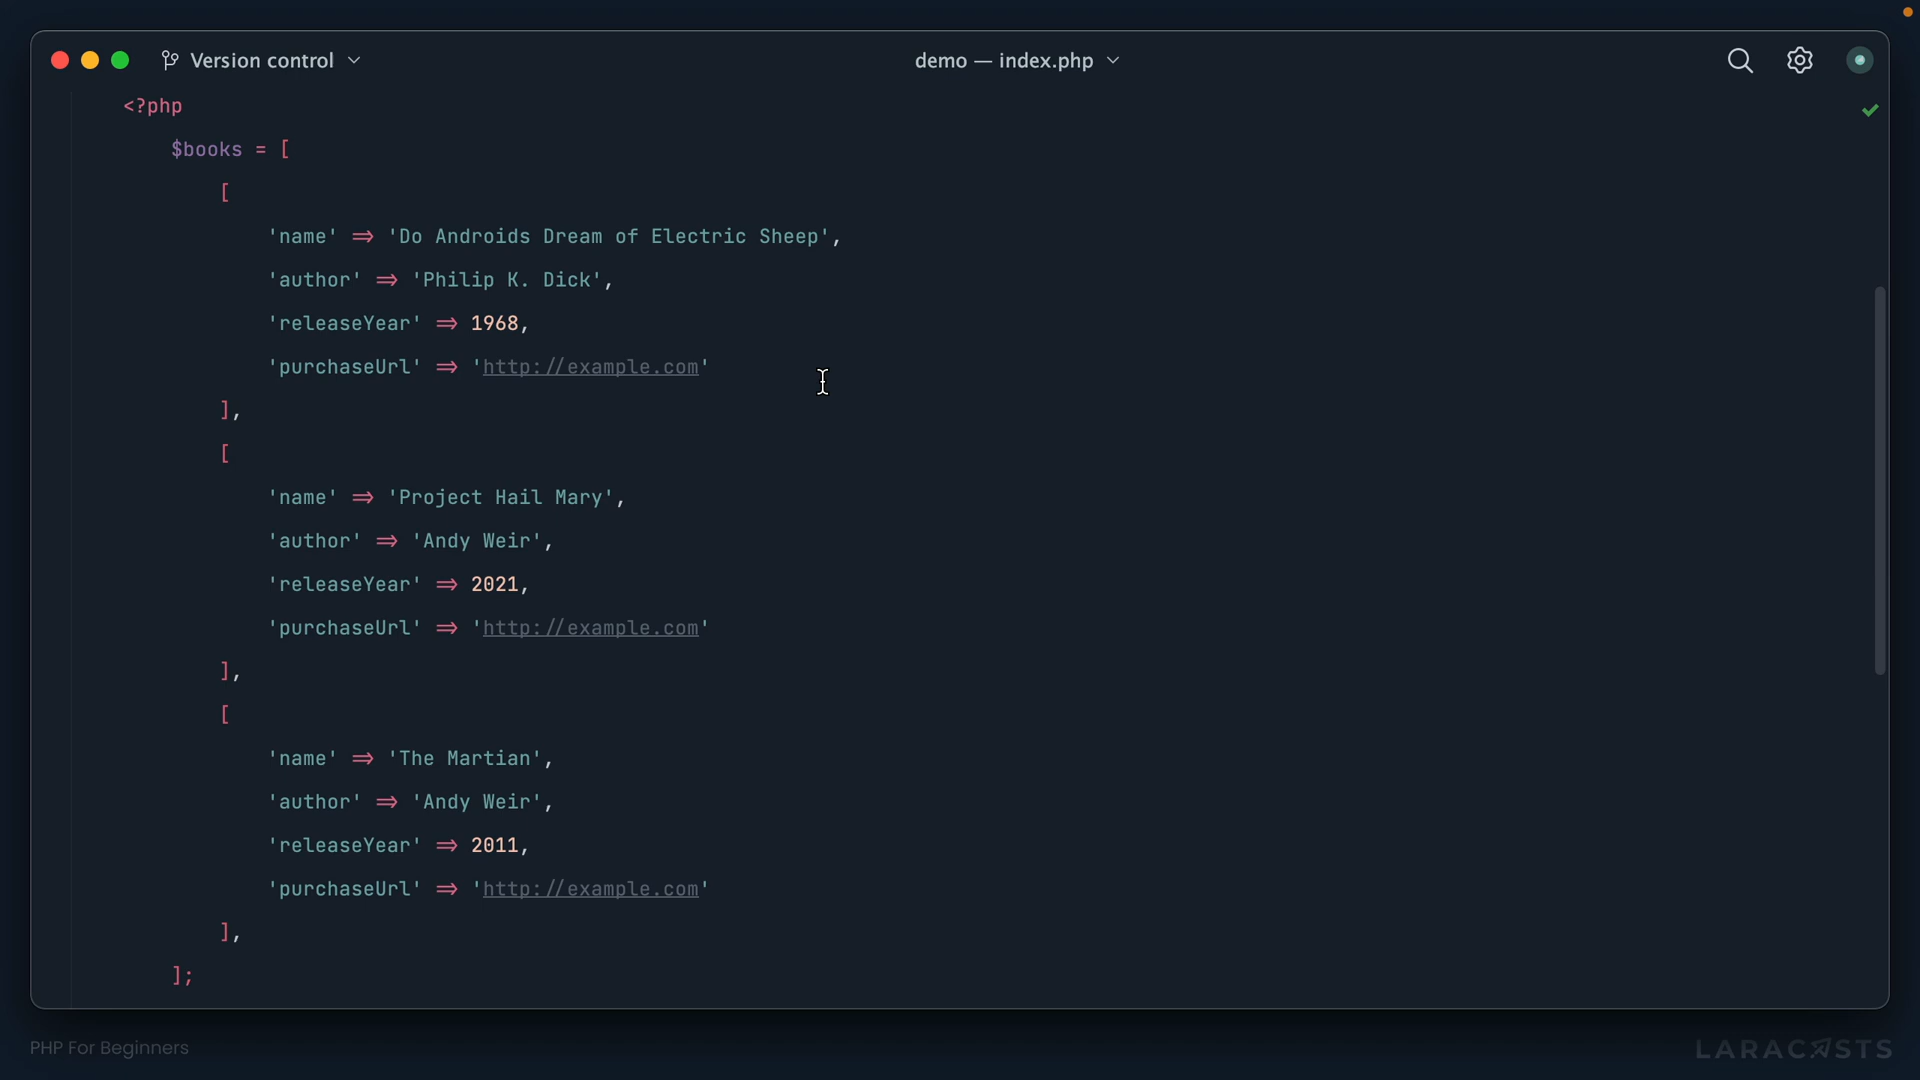 Version control
demo — index.php
<?php
$books = [
[
'name' => 'Do Androids Dream of Electric Sheep',
'author' => 'Philip K. Dick',
'releaseYear' => 1968,
'purchaseUrl' => 'http://example.com'
],
[
'name' => 'Project Hail Mary',
'author' => 'Andy Weir',
'releaseYear' => 2021,
'purchaseUrl' => 'http://example.com'
],
[
'name' => 'The Martian',
'author' => 'Andy Weir',
'releaseYear' => 2011,
'purchaseUrl' => 'http://example.com'
],
];
PHP For Beginners
LARACASTS